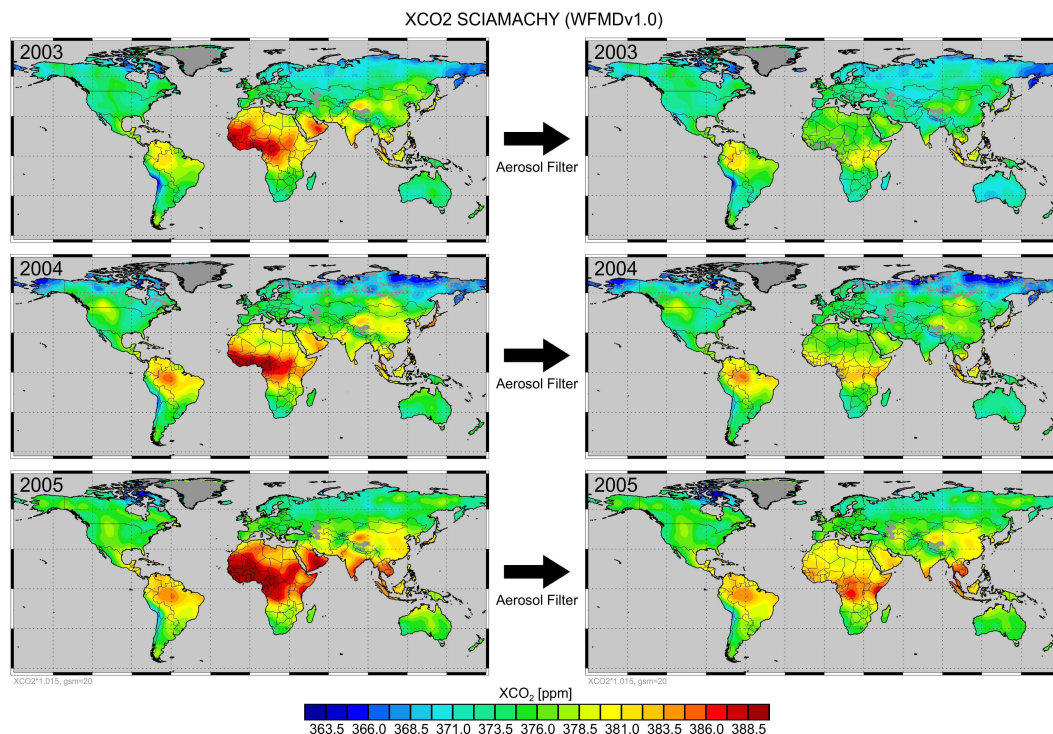 XCO2 SCIAMACHY (WFMDv1.0)
2003
2003
Aerosol Filter
2004
2004
Aerosol Filter
2005
2005
Aerosol Filter
XCO2*1.015, gsm=20
XCO2*1.015, gsm=20
XCO₂ [ppm]
363.5 366.0 368.5 371.0 373.5 376.0 378.5 381.0 383.5 386.0 388.5